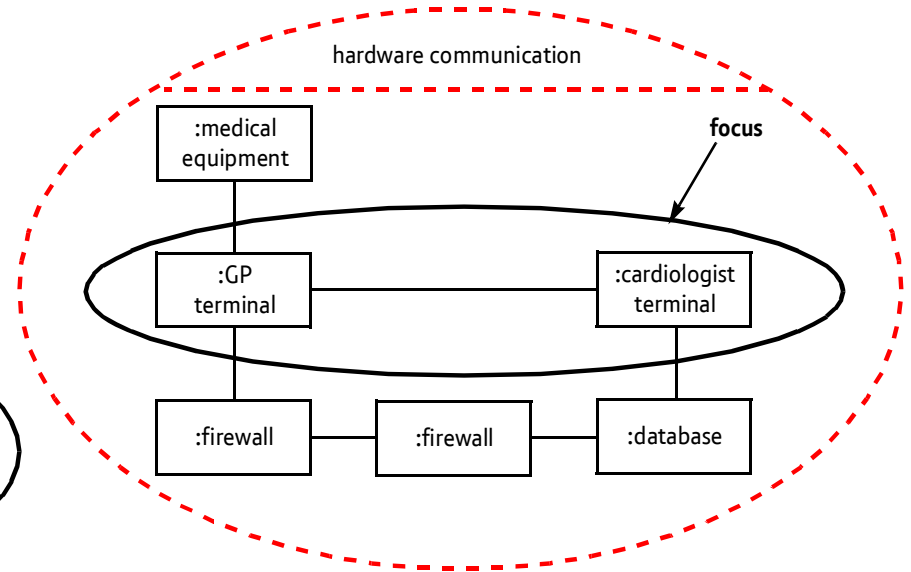 hardware communication
:medical
equipment
focus
:GP
terminal
:cardiologist
terminal
:firewall
:firewall
:database